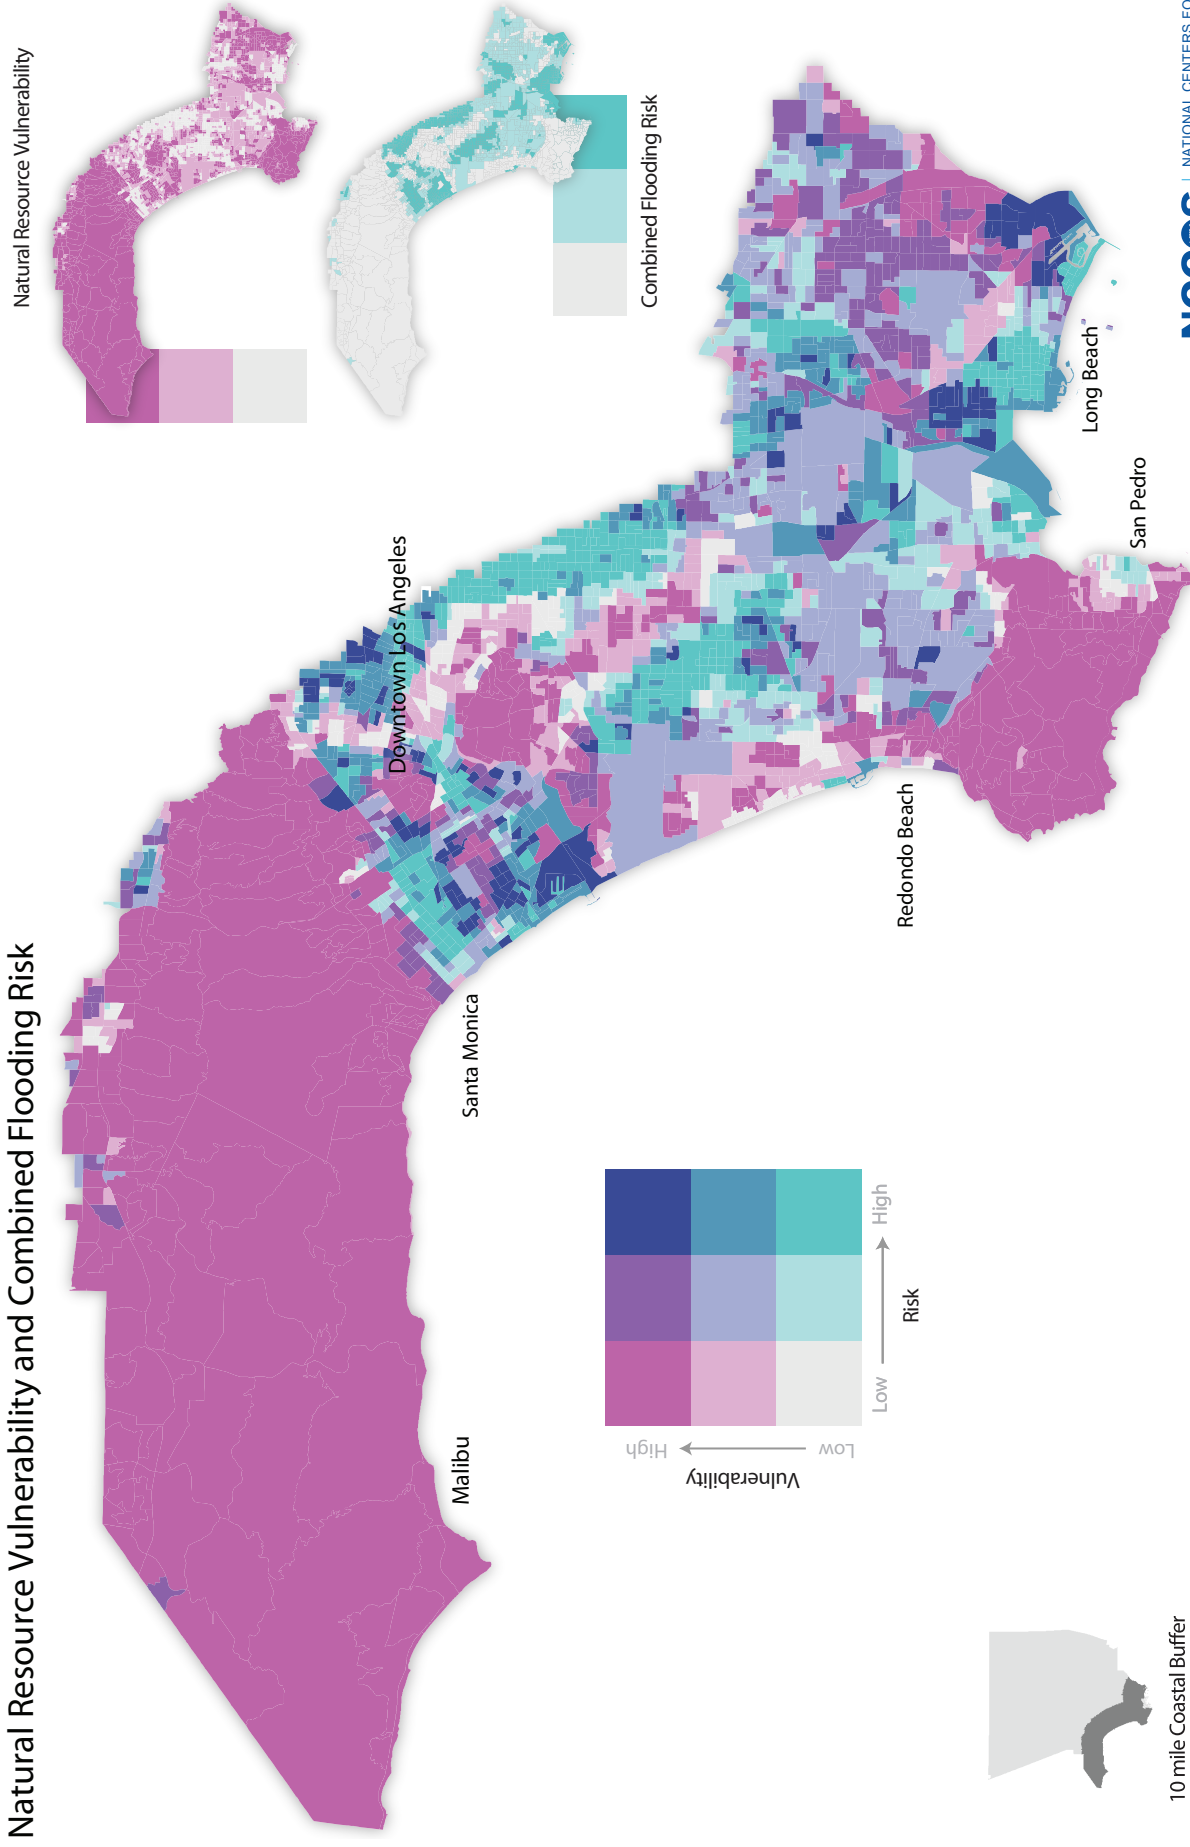 Natural Resource Vulnerability and Combined Flooding Risk
Natural Resource Vulnerability
Combined Flooding Risk
Downtown Los Angeles
Santa Monica
Malibu
Redondo Beach
San Pedro
Long Beach
Vulnerability
High
Low
Low
High
Risk
10 mile Coastal Buffer
NATIONAL CENTERS FO